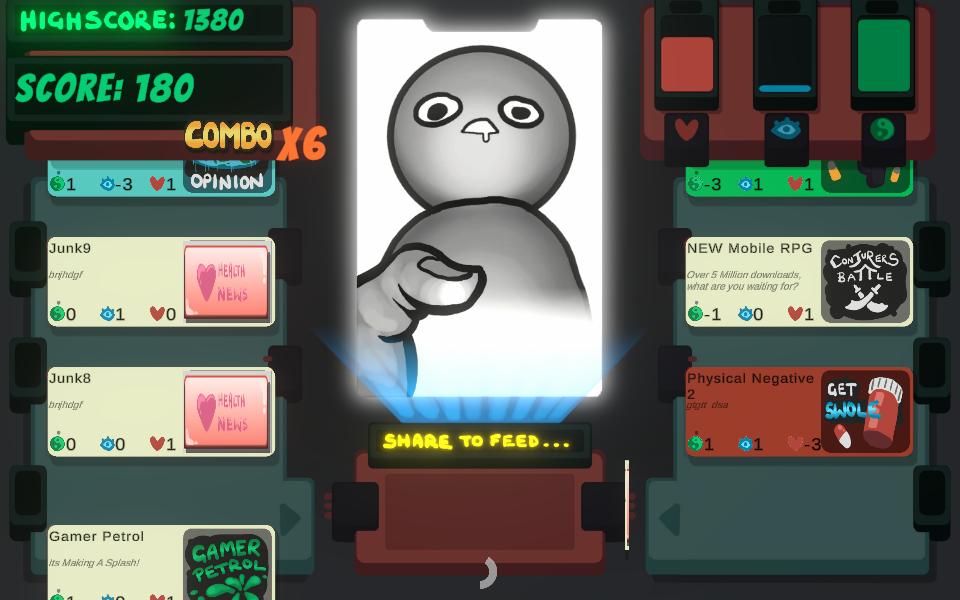 HIGHSCORE: 1380
SCORE: 180
COMBO X6
OPINION
1 -3 1
Junk9
brijhdgf
HEALTH
NEWS
0 1 0
Junk8
brijhdgf
HEALTH
NEWS
0 0 1
Gamer Petrol
Its Making A Splash!
GAMER
PETROL
SHARE TO FEED...
-3 1 1
NEW Mobile RPG
Over 5 Million downloads,
what are you waiting for?
CONJURERS
BATTLE
-1 0 1
Physical Negative
2
gtgtt dsa
GET
SWOLE
1 1 -3